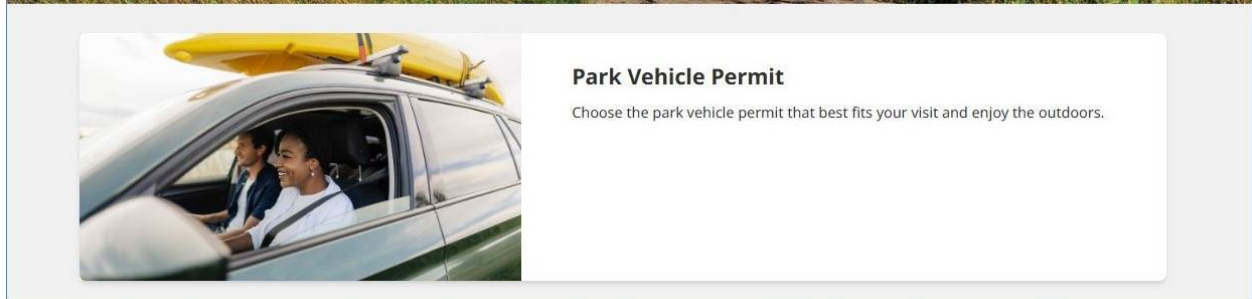 Park Vehicle Permit
Choose the park vehicle permit that best fits your visit and enjoy the outdoors.